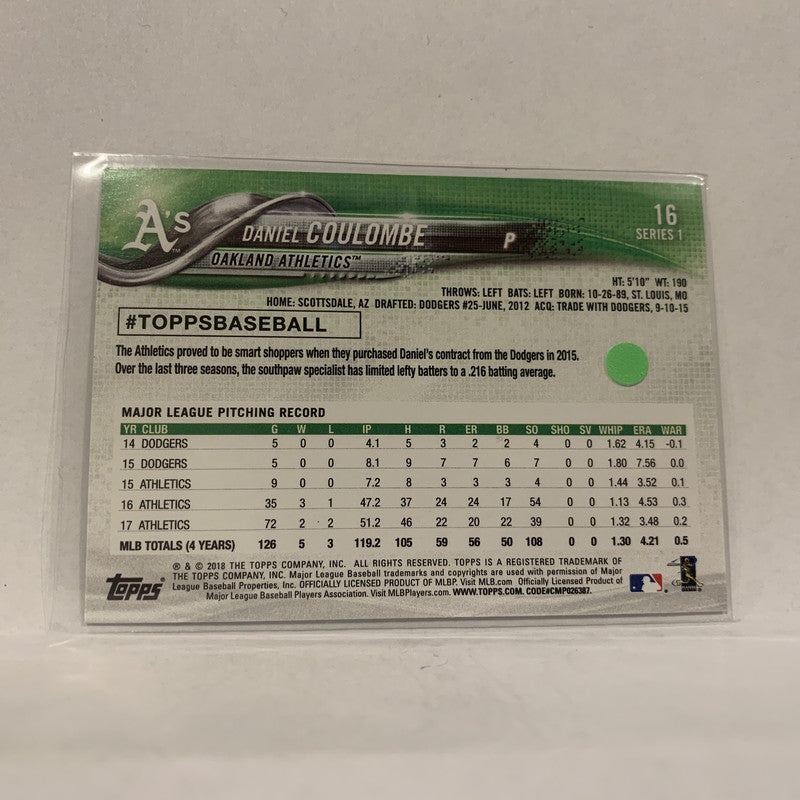 A's™
16
SERIES 1
DANIEL COULOMBE P
OAKLAND ATHLETICS™
HT: 5'10" WT: 190
THROWS: LEFT BATS: LEFT BORN: 10-26-89, ST. LOUIS, MO
HOME: SCOTTSDALE, AZ DRAFTED: DODGERS #25-JUNE, 2012 ACQ: TRADE WITH DODGERS, 9-10-15
#TOPPSBASEBALL
The Athletics proved to be smart shoppers when they purchased Daniel's contract from the Dodgers in 2015.
Over the last three seasons, the southpaw specialist has limited lefty batters to a .216 batting average.
MAJOR LEAGUE PITCHING RECORD
YR CLUB G W L IP H R ER BB SO SHO SV WHIP ERA WAR
14 DODGERS 5 0 0 4.1 5 3 2 2 4 0 0 1.62 4.15 -0.1
15 DODGERS 5 0 0 8.1 9 7 7 6 7 0 0 1.80 7.56 0.0
15 ATHLETICS 9 0 0 7.2 8 3 3 3 4 0 0 1.44 3.52 0.1
16 ATHLETICS 35 3 1 47.2 37 24 24 17 54 0 0 1.13 4.53 0.3
17 ATHLETICS 72 2 2 51.2 46 22 20 22 39 0 0 1.32 3.48 0.2
MLB TOTALS (4 YEARS) 126 5 3 119.2 105 59 56 50 108 0 0 1.30 4.21 0.5
® & © 2018 THE TOPPS COMPANY, INC. ALL RIGHTS RESERVED. TOPPS IS A REGISTERED TRADEMARK OF
THE TOPPS COMPANY, INC. Major League Baseball trademarks and copyrights are used with permission of Major
League Baseball Properties, Inc. OFFICIALLY LICENSED PRODUCT OF MLBP. Visit MLB.com Officially Licensed Product of
Major League Baseball Players Association. Visit MLBPlayers.com. WWW.TOPPS.COM. CODE#CMP026387.
topps®